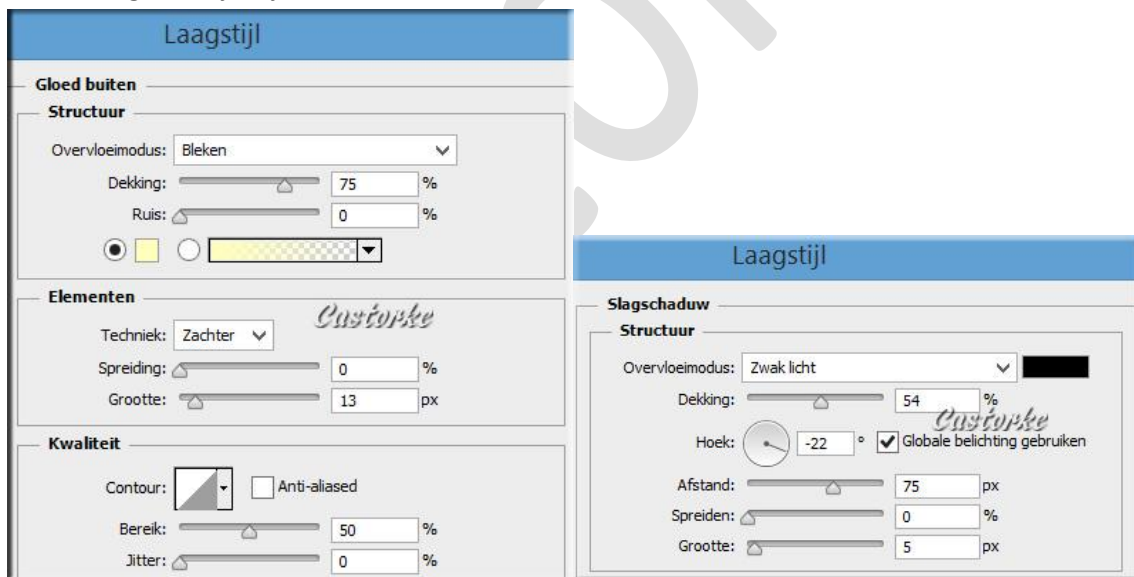 Laagstijl
Gloed buiten
Structuur
Overvloeimodus: Bleken
Dekking: 75 %
Ruis: 0 %
Elementen
Castorke
Techniek: Zachter
Spreiding: 0 %
Grootte: 13 px
Kwaliteit
Contour: Anti-aliased
Bereik: 50 %
Jitter: 0 %
Laagstijl
Slagschaduw
Structuur
Overvloeimodus: Zwak licht
Dekking: 54 %
Castorke
Hoek: -22 ° Globale belichting gebruiken
Afstand: 75 px
Spreiden: 0 %
Grootte: 5 px